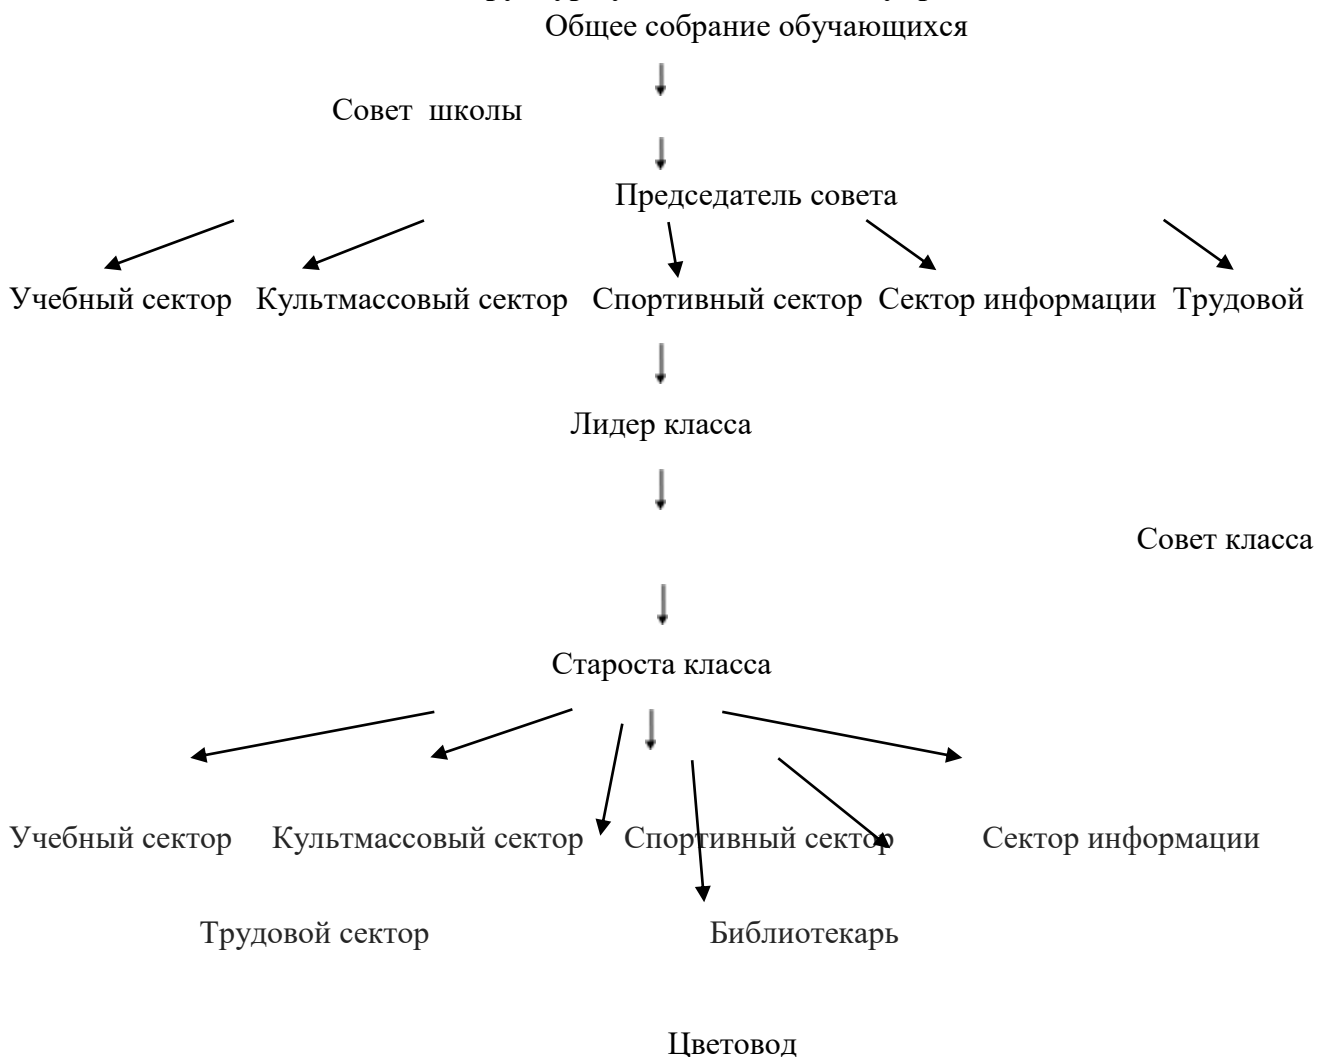 Общее собрание обучающихся
Совет школы
Председатель совета
Учебный сектор Культмассовый сектор Спортивный сектор Сектор информации Трудовой
Лидер класса
Совет класса
Староста класса
Учебный сектор Культмассовый сектор Спортивный сектор Сектор информации
Трудовой сектор Библиотекарь
Цветовод